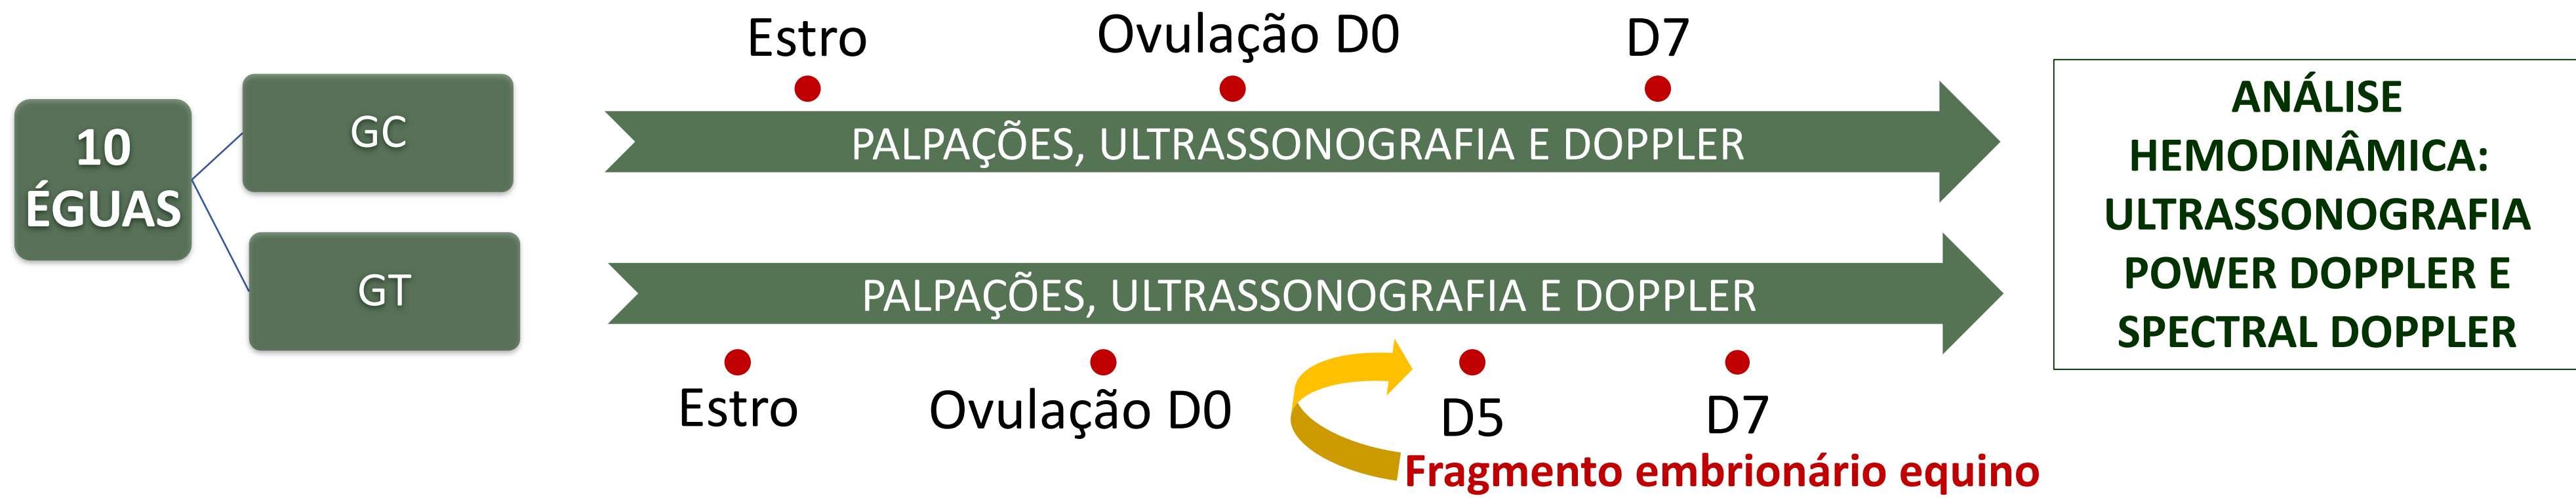 10
ÉGUAS
GC
GT
Estro
Ovulação D0
D7
PALPAÇÕES, ULTRASSONOGRAFIA E DOPPLER
PALPAÇÕES, ULTRASSONOGRAFIA E DOPPLER
Estro
Ovulação D0
D5
D7
Fragmento embrionário equino
ANÁLISE
HEMODINÂMICA:
ULTRASSONOGRAFIA
POWER DOPPLER E
SPECTRAL DOPPLER